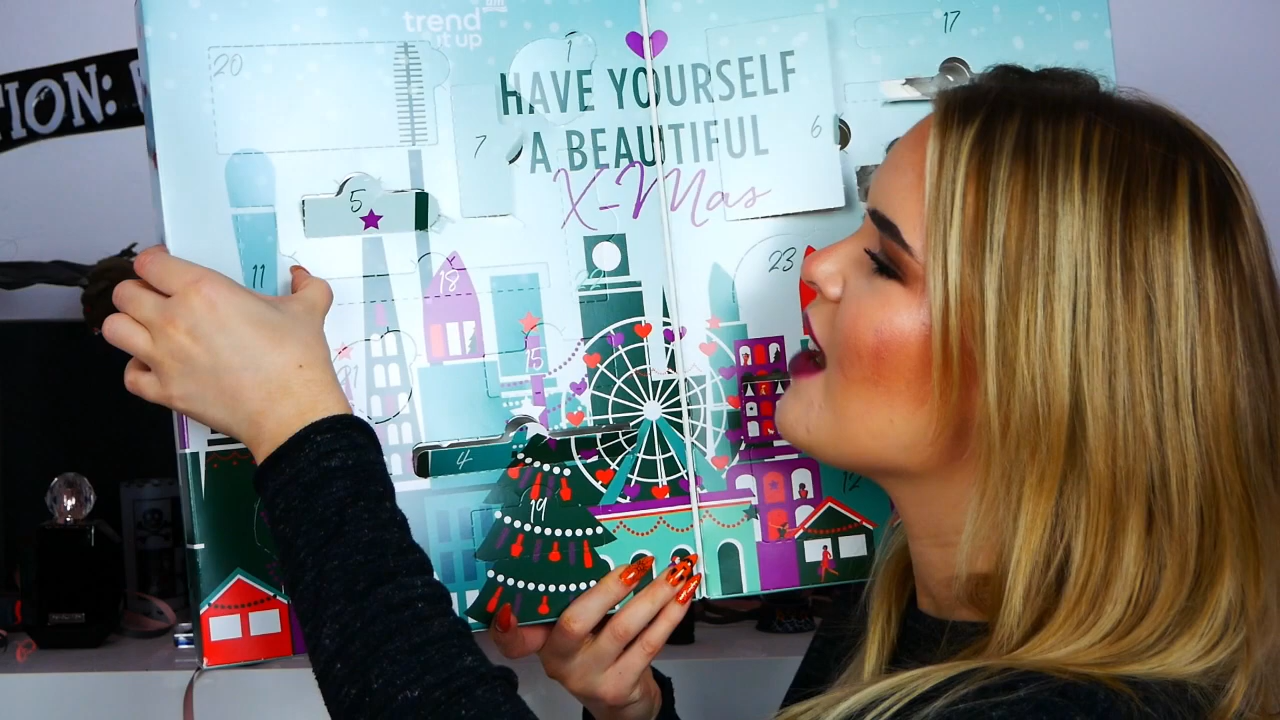 TION:
trend
it up
17
20
1
HAVE YOURSELF
A BEAUTIFUL
X-Mas
7
6
5
11
18
23
22
15
21
4
19
12